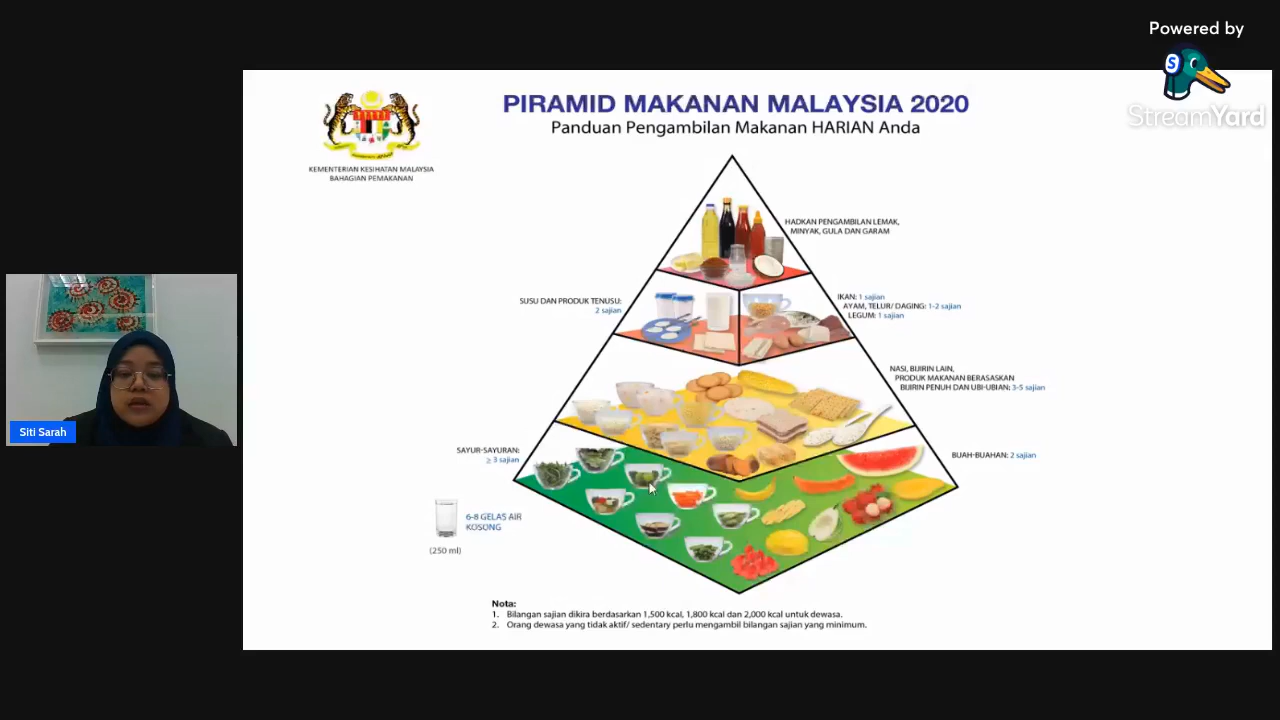 Powered by
StreamYard
PIRAMID MAKANAN MALAYSIA 2020
Panduan Pengambilan Makanan HARIAN Anda
KEMENTERIAN KESIHATAN MALAYSIA
BAHAGIAN PEMAKANAN
HADKAN PENGAMBILAN LEMAK,
MINYAK, GULA DAN GARAM
SUSU DAN PRODUK TENUSU:
2 sajian
IKAN: 1 sajian
AYAM, TELUR/ DAGING: 1-2 sajian
LEGUM: 1 sajian
NASI, BIJIRIN LAIN,
PRODUK MAKANAN BERASASKAN
BIJIRIN PENUH DAN UBI-UBIAN: 3-5 sajian
SAYUR-SAYURAN:
≥ 3 sajian
BUAH-BUAHAN: 2 sajian
6-8 GELAS AIR
KOSONG
(250 ml)
Siti Sarah
Nota:
1. Bilangan sajian dikira berdasarkan 1,500 kcal, 1,800 kcal dan 2,000 kcal untuk dewasa.
2. Orang dewasa yang tidak aktif/ sedentary perlu mengambil bilangan sajian yang minimum.